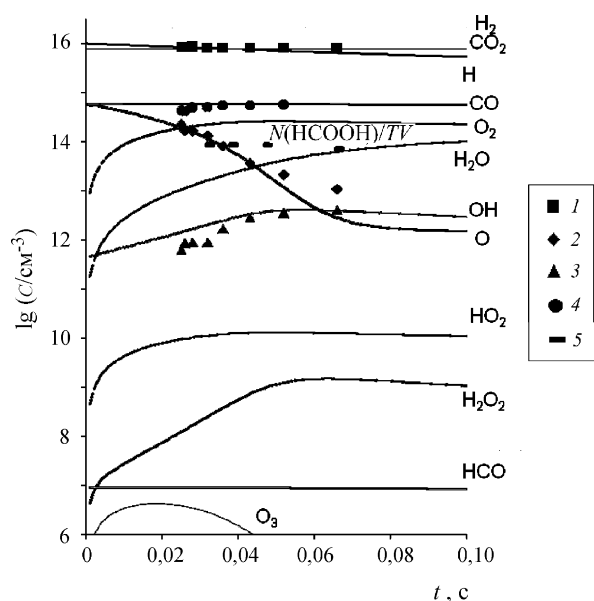 lg (C/см⁻³)
16
14
12
10
8
6
0
0,02
0,04
0,06
0,08
0,10
t , с
H₂
CO₂
H
CO
O₂
N(HCOOH)/TV
H₂O
OH
O
HO₂
H₂O₂
HCO
O₃
1
2
3
4
5